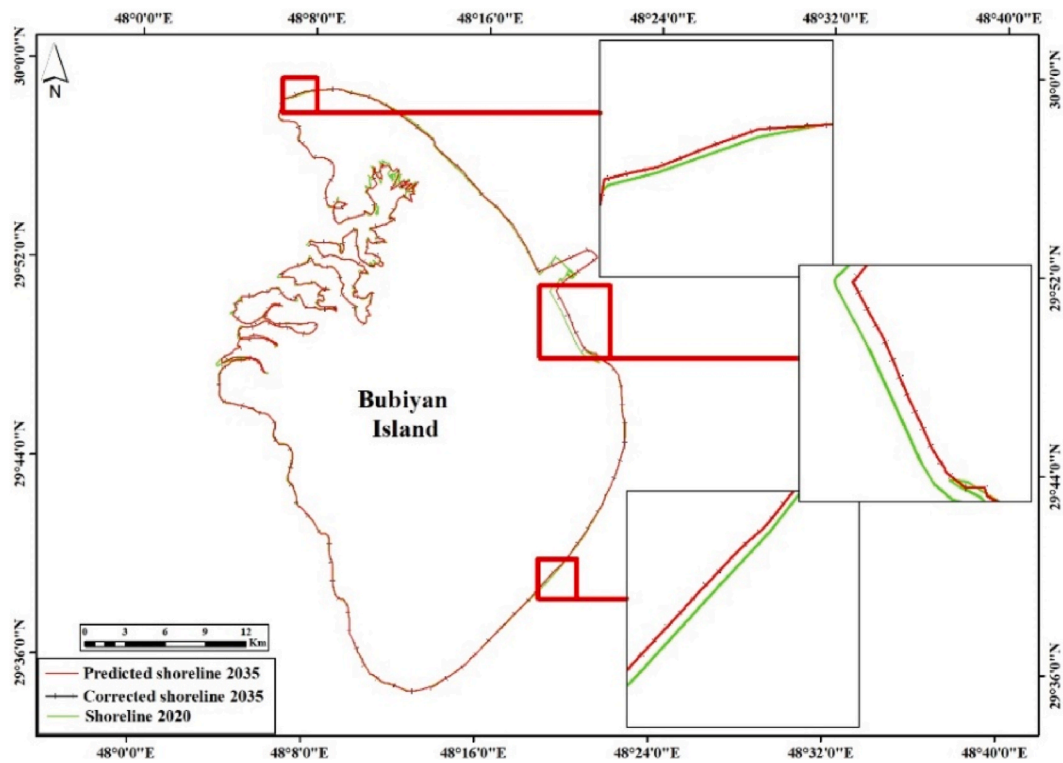 48°0'0"E 48°8'0"E 48°16'0"E 48°24'0"E 48°32'0"E 48°40'0"E
30°0'0"N 30°0'0"N
N
29°52'0"N 29°52'0"N
Bubiyan
Island
29°44'0"N 29°44'0"N
0 3 6 9 12
Km
29°36'0"N 29°36'0"N
Predicted shoreline 2035
Corrected shoreline 2035
Shoreline 2020
48°0'0"E 48°8'0"E 48°16'0"E 48°24'0"E 48°32'0"E 48°40'0"E